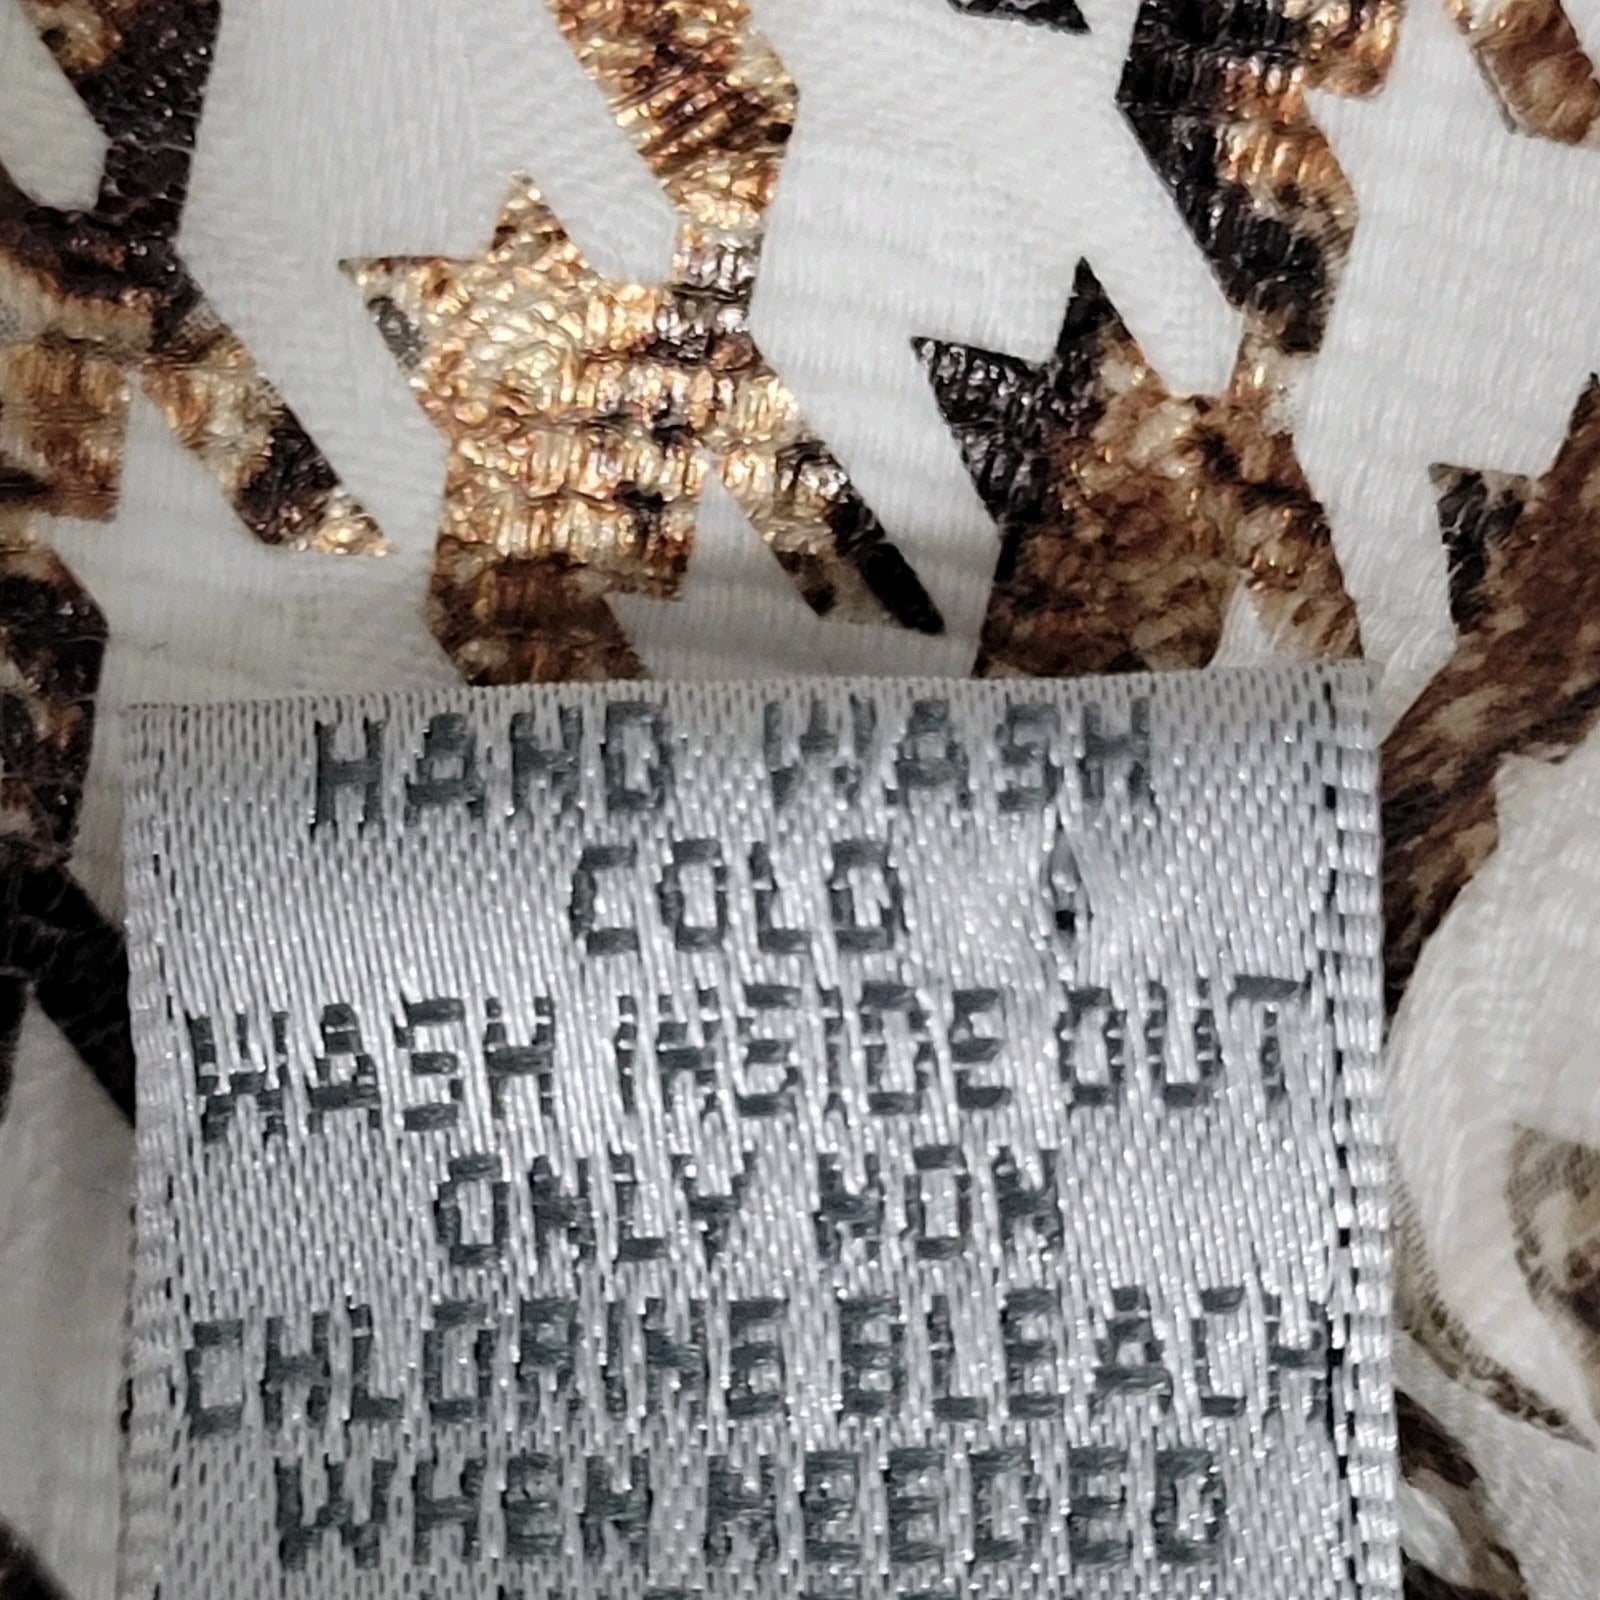 HAND WASH
COLD
WASH INSIDE OUT
ONLY NON
CHLORINE BLEACH
WHEN NEEDED